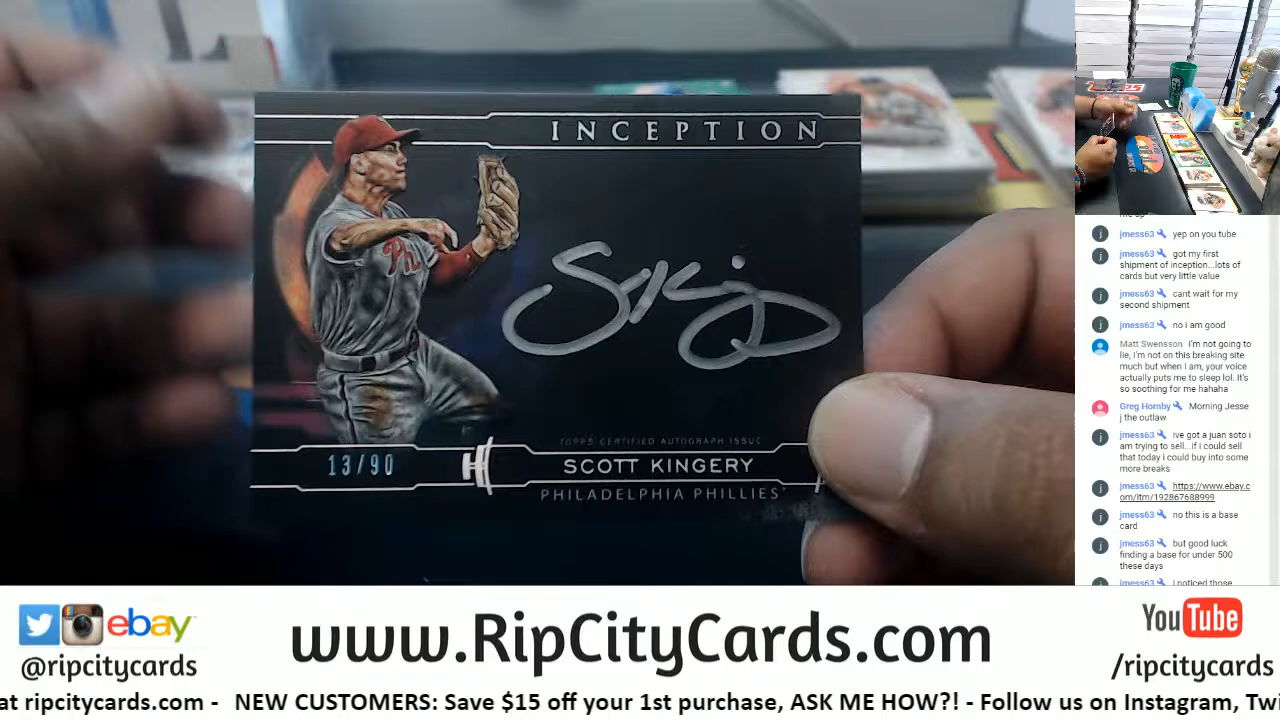 INCEPTION
Phi
TOPPS CERTIFIED AUTOGRAPH ISSUE
13/90
SCOTT KINGERY
PHILADELPHIA PHILLIES
jmess63 yep on you tube
jmess63 got my first
shipment of inception...lots of
cards but very little value
jmess63 cant wait for my
second shipment
jmess63 no i am good
Matt Swensson I'm not going to
lie, I'm not on this breaking site
much but when I am, your voice
actually puts me to sleep lol. It's
so soothing for me hahaha
Greg Hornby Morning Jesse
j the outlaw
jmess63 ive got a juan soto i
am trying to sell...if i could sell
that today i could buy into some
more breaks
jmess63 https://www.ebay.c
om/itm/192867688999
jmess63 no this is a base
card
jmess63 but good luck
finding a base for under 500
these days
jmess63 I noticed those
ebay
@ripcitycards
www.RipCityCards.com
YouTube
/ripcitycards
at ripcitycards.com - NEW CUSTOMERS: Save $15 off your 1st purchase, ASK ME HOW?! - Follow us on Instagram, Twi